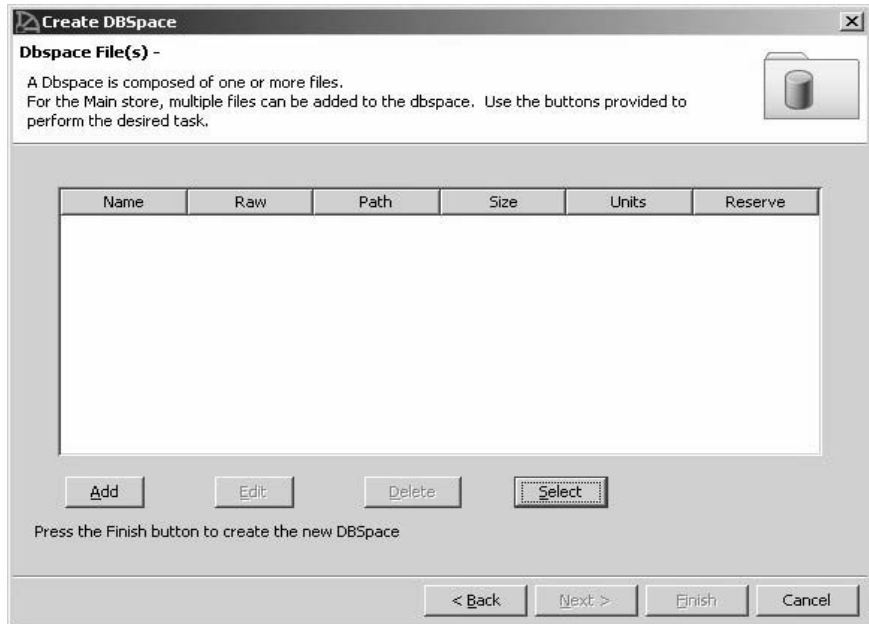 Create DBSpace
Dbspace File(s) -
A Dbspace is composed of one or more files.
For the Main store, multiple files can be added to the dbspace. Use the buttons provided to
perform the desired task.
Name Raw Path Size Units Reserve
Add Edit Delete Select
Press the Finish button to create the new DBSpace
< Back Next > Finish Cancel